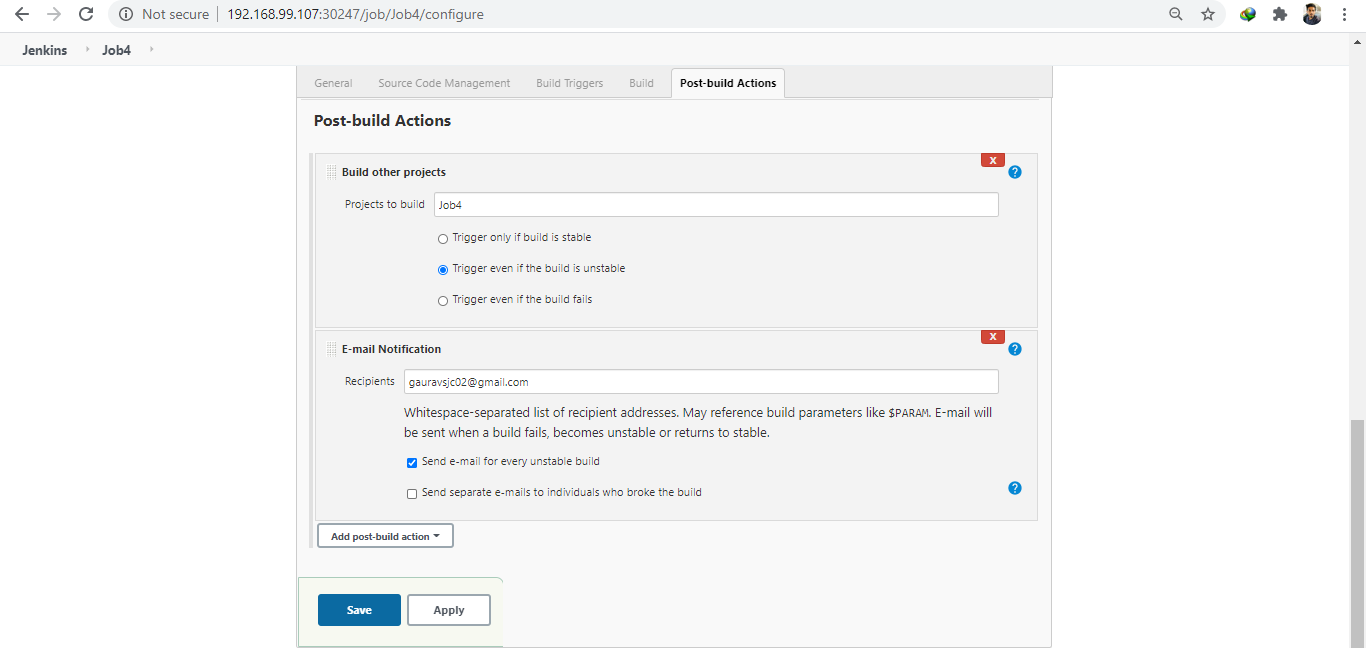 Not secure
192.168.99.107:30247/job/Job4/configure
Jenkins
Job4
General
Source Code Management
Build Triggers
Build
Post-build Actions
Post-build Actions
X
Build other projects
?
Projects to build
Job4
Trigger only if build is stable
Trigger even if the build is unstable
Trigger even if the build fails
X
E-mail Notification
?
Recipients
gauravsjc02@gmail.com
Whitespace-separated list of recipient addresses. May reference build parameters like $PARAM. E-mail will
be sent when a build fails, becomes unstable or returns to stable.
Send e-mail for every unstable build
Send separate e-mails to individuals who broke the build
?
Add post-build action
Save
Apply